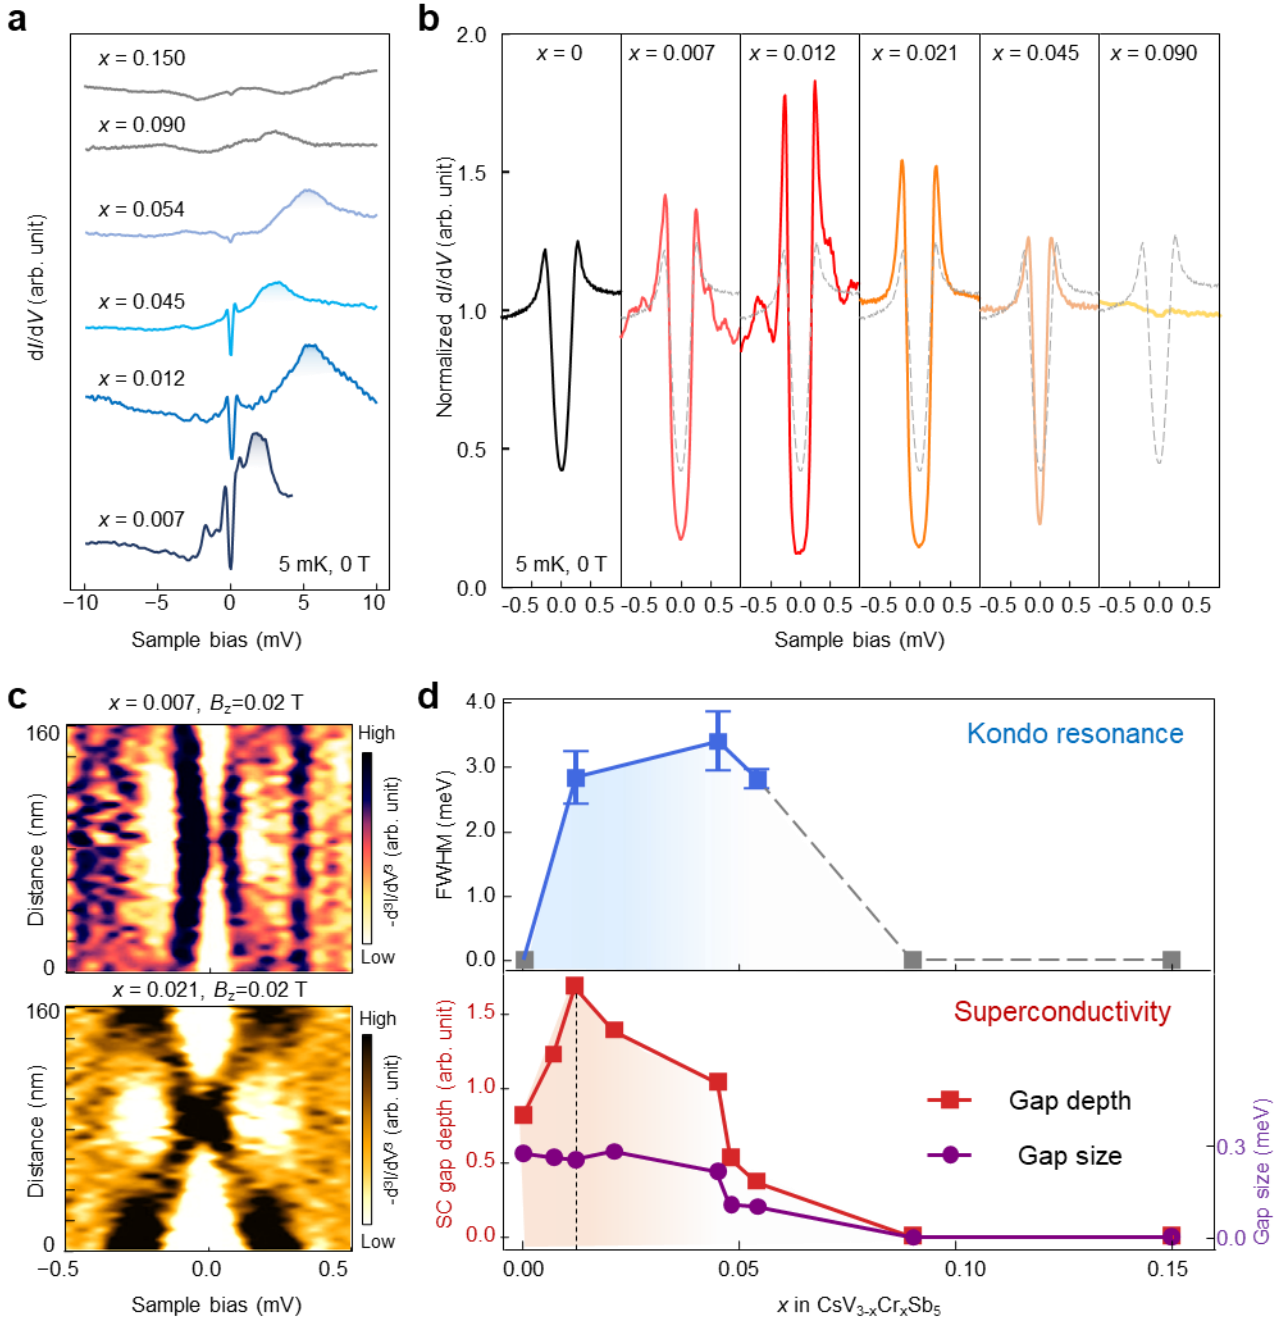 a
x = 0.150
x = 0.090
x = 0.054
x = 0.045
x = 0.012
x = 0.007
5 mK, 0 T
dI/dV (arb. unit)
−10 −5 0 5 10
Sample bias (mV)
b
2.0
1.5
1.0
0.5
0.0
Normalized dI/dV (arb. unit)
x = 0 x = 0.007 x = 0.012 x = 0.021 x = 0.045 x = 0.090
5 mK, 0 T
−0.5 0.0 0.5 −0.5 0.0 0.5 −0.5 0.0 0.5 −0.5 0.0 0.5 −0.5 0.0 0.5 −0.5 0.0 0.5
Sample bias (mV)
c
x = 0.007, Bz=0.02 T
160
0
Distance (nm)
High
Low
-d³I/dV³ (arb. unit)
x = 0.021, Bz=0.02 T
160
0
Distance (nm)
High
Low
-d³I/dV³ (arb. unit)
−0.5 0.0 0.5
Sample bias (mV)
d
4.0
3.0
2.0
1.0
0.0
FWHM (meV)
Kondo resonance
1.5
1.0
0.5
0.0
SC gap depth (arb. unit)
Superconductivity
Gap depth
Gap size
0.3
0.0
Gap size (meV)
0.00 0.05 0.10 0.15
x in CsV₃₋ₓCrₓSb₅